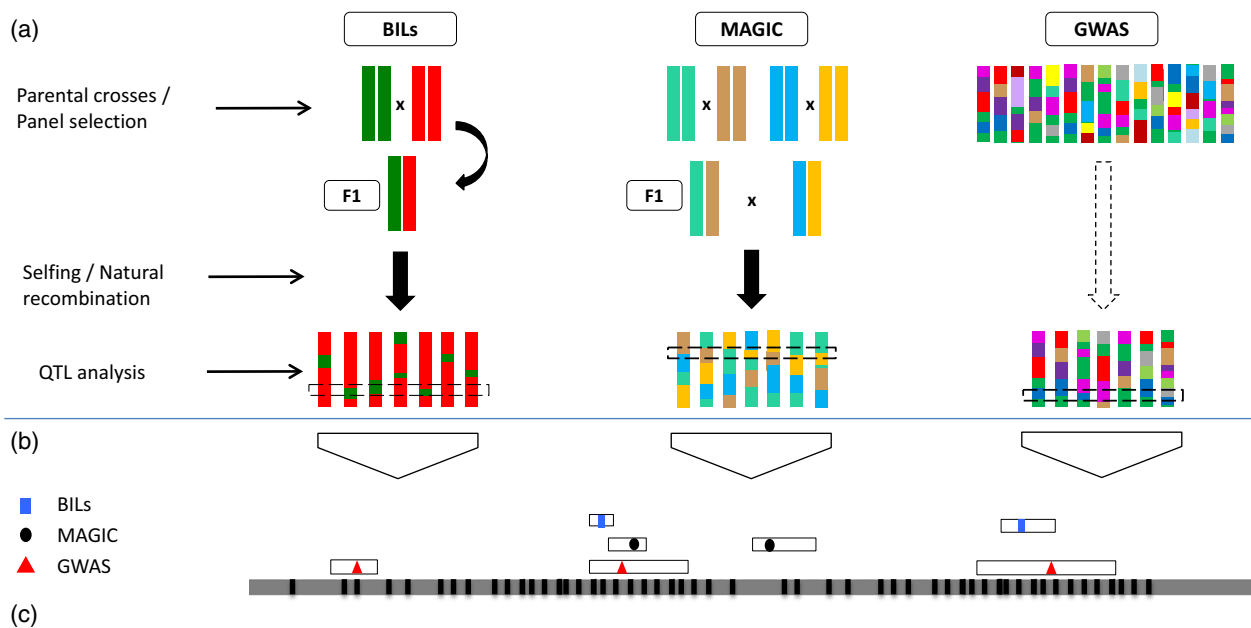 (a)
BILs
MAGIC
GWAS
Parental crosses /
Panel selection
x
x
x
F1
F1
x
Selfing / Natural
recombination
QTL analysis
(b)
BILs
MAGIC
GWAS
(c)